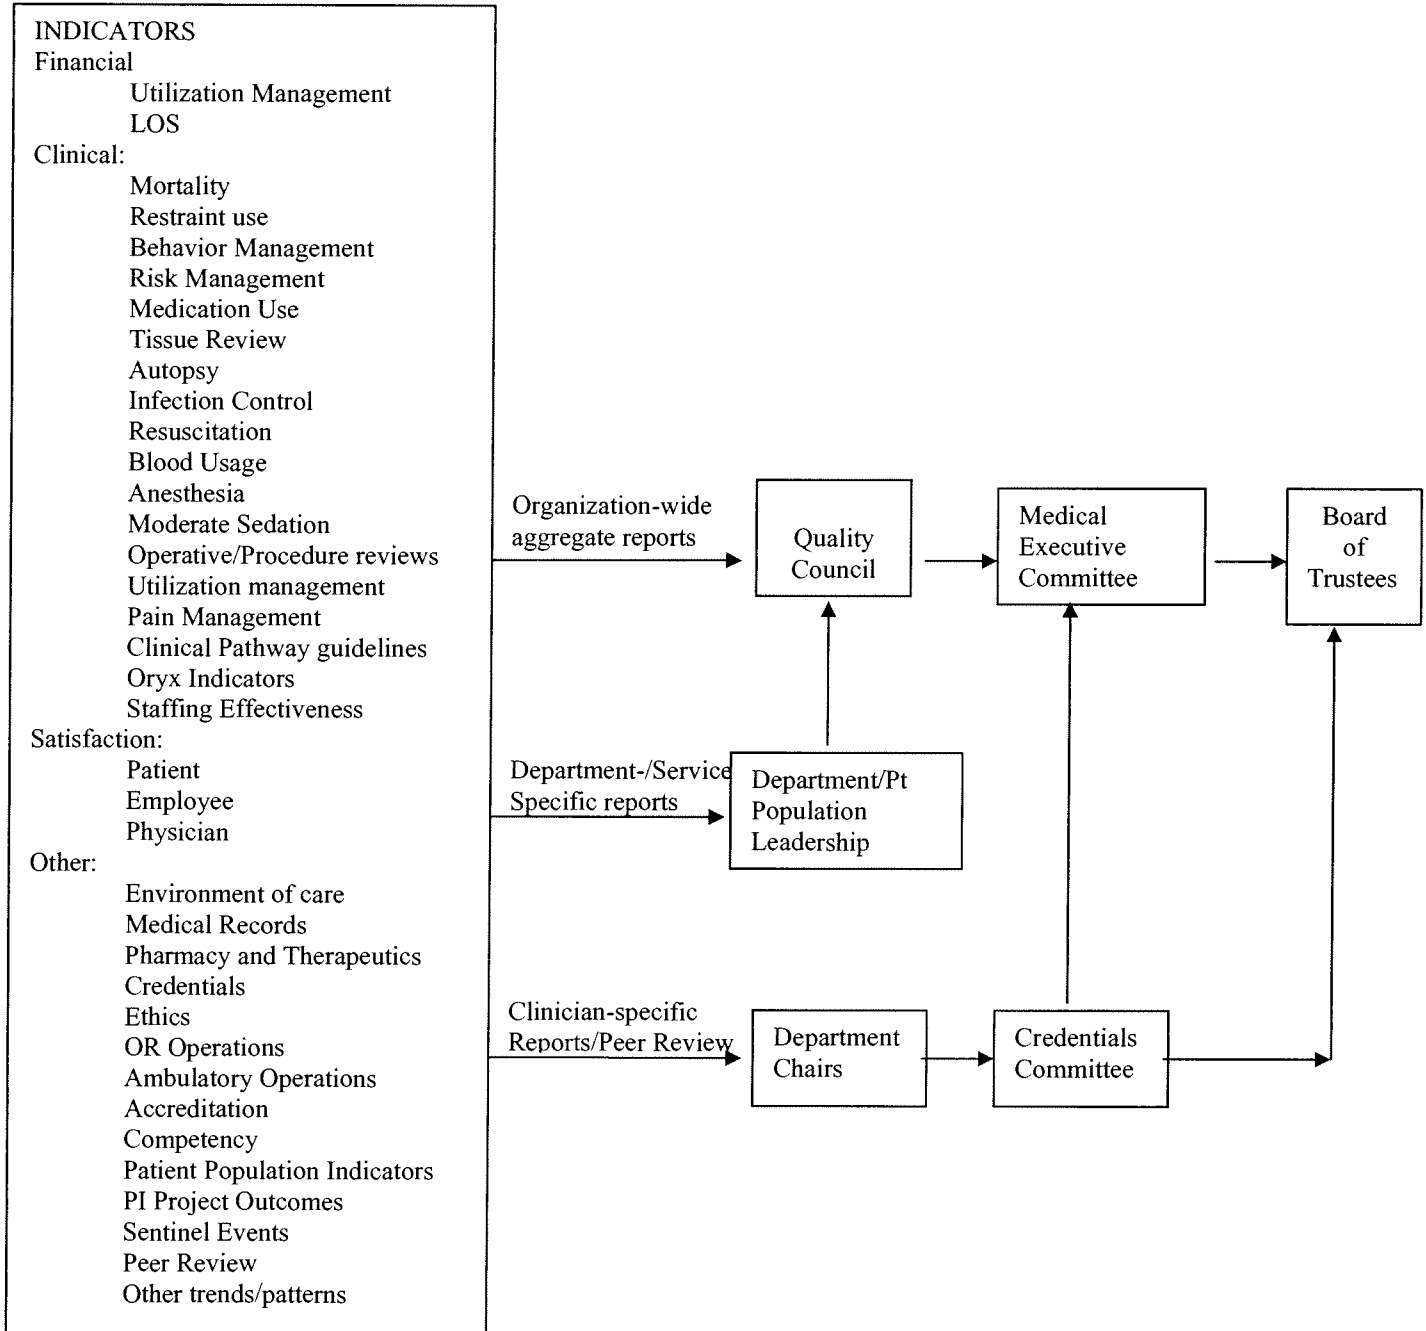 INDICATORS
Financial
Utilization Management
LOS
Clinical:
Mortality
Restraint use
Behavior Management
Risk Management
Medication Use
Tissue Review
Autopsy
Infection Control
Resuscitation
Blood Usage
Anesthesia
Moderate Sedation
Operative/Procedure reviews
Utilization management
Pain Management
Clinical Pathway guidelines
Oryx Indicators
Staffing Effectiveness
Satisfaction:
Patient
Employee
Physician
Other:
Environment of care
Medical Records
Pharmacy and Therapeutics
Credentials
Ethics
OR Operations
Ambulatory Operations
Accreditation
Competency
Patient Population Indicators
PI Project Outcomes
Sentinel Events
Peer Review
Other trends/patterns
Organization-wide
aggregate reports
Quality
Council
Medical
Executive
Committee
Board
of
Trustees
Department-/Service
Specific reports
Department/Pt
Population
Leadership
Clinician-specific
Reports/Peer Review
Department
Chairs
Credentials
Committee